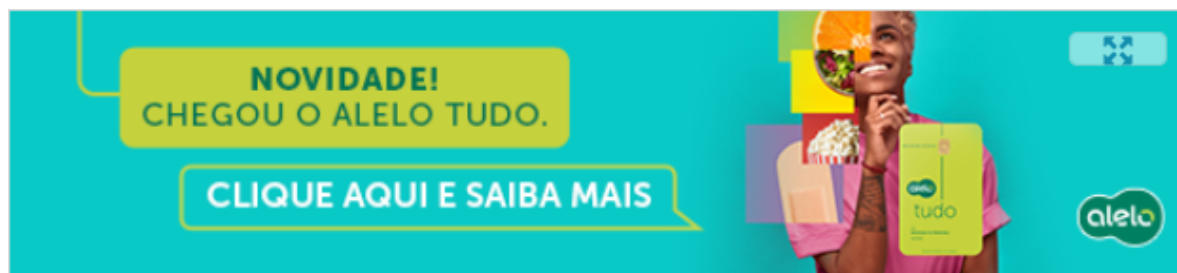 NOVIDADE!
CHEGOU O ALELO TUDO.
CLIQUE AQUI E SAIBA MAIS
alelo
tudo
alelo